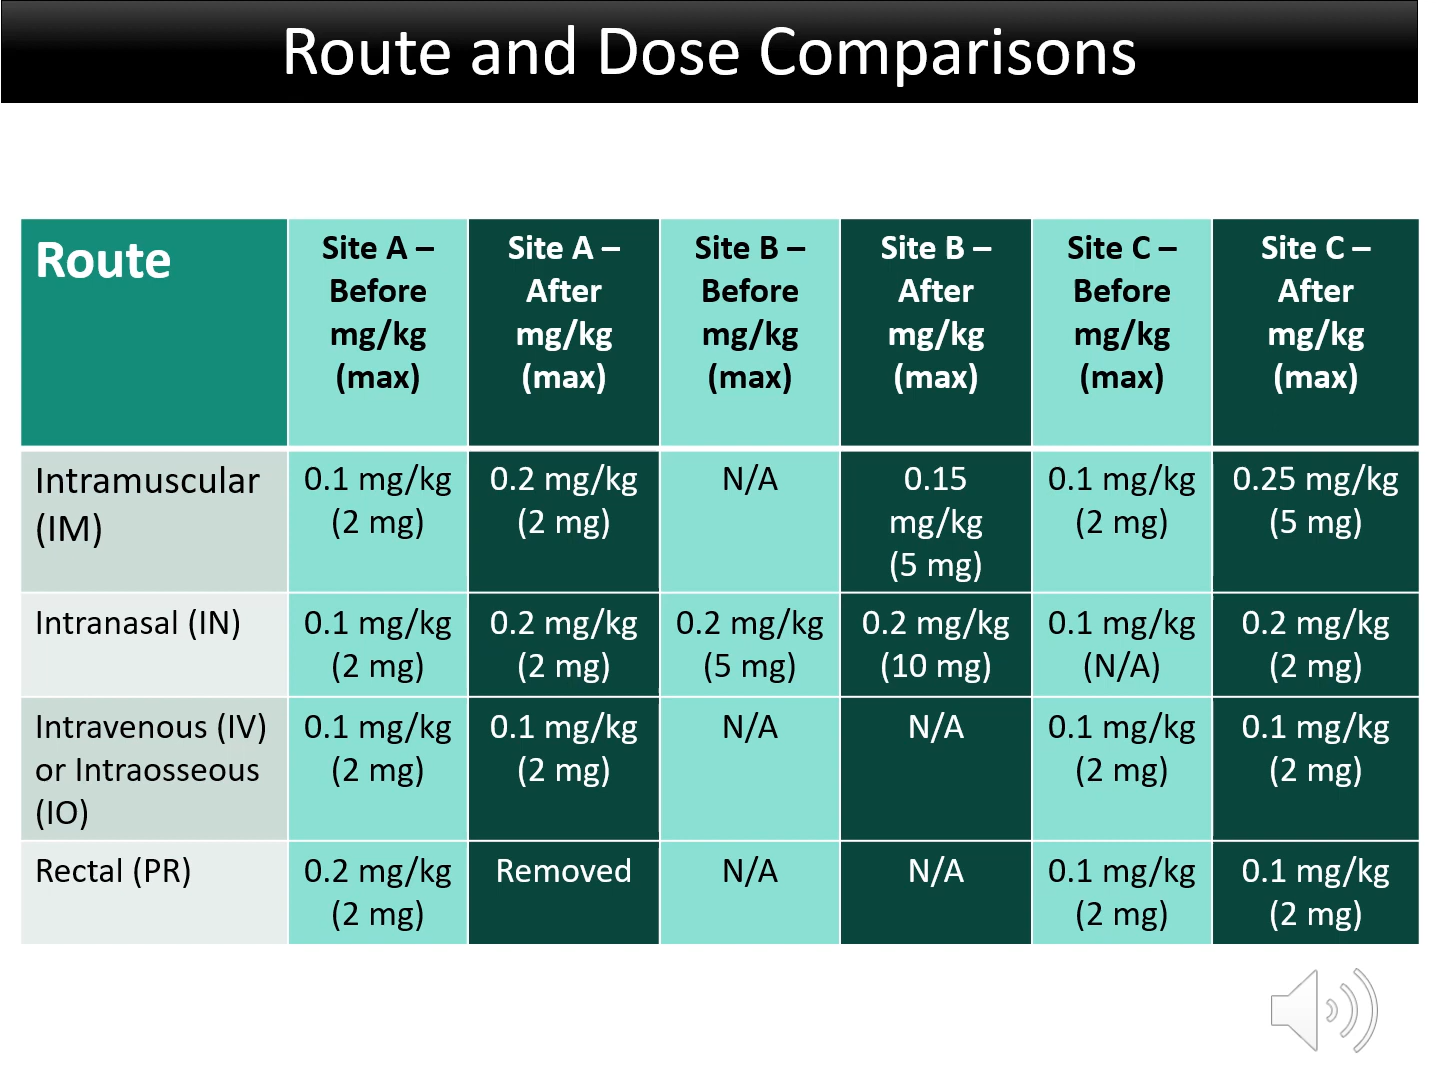 Route and Dose Comparisons
Route
Site A –
Before
mg/kg
(max)
Site A –
After
mg/kg
(max)
Site B –
Before
mg/kg
(max)
Site B –
After
mg/kg
(max)
Site C –
Before
mg/kg
(max)
Site C –
After
mg/kg
(max)
Intramuscular
(IM)
0.1 mg/kg
(2 mg)
0.2 mg/kg
(2 mg)
N/A
0.15
mg/kg
(5 mg)
0.1 mg/kg
(2 mg)
0.25 mg/kg
(5 mg)
Intranasal (IN)
0.1 mg/kg
(2 mg)
0.2 mg/kg
(2 mg)
0.2 mg/kg
(5 mg)
0.2 mg/kg
(10 mg)
0.1 mg/kg
(N/A)
0.2 mg/kg
(2 mg)
Intravenous (IV)
or Intraosseous
(IO)
0.1 mg/kg
(2 mg)
0.1 mg/kg
(2 mg)
N/A
N/A
0.1 mg/kg
(2 mg)
0.1 mg/kg
(2 mg)
Rectal (PR)
0.2 mg/kg
(2 mg)
Removed
N/A
N/A
0.1 mg/kg
(2 mg)
0.1 mg/kg
(2 mg)